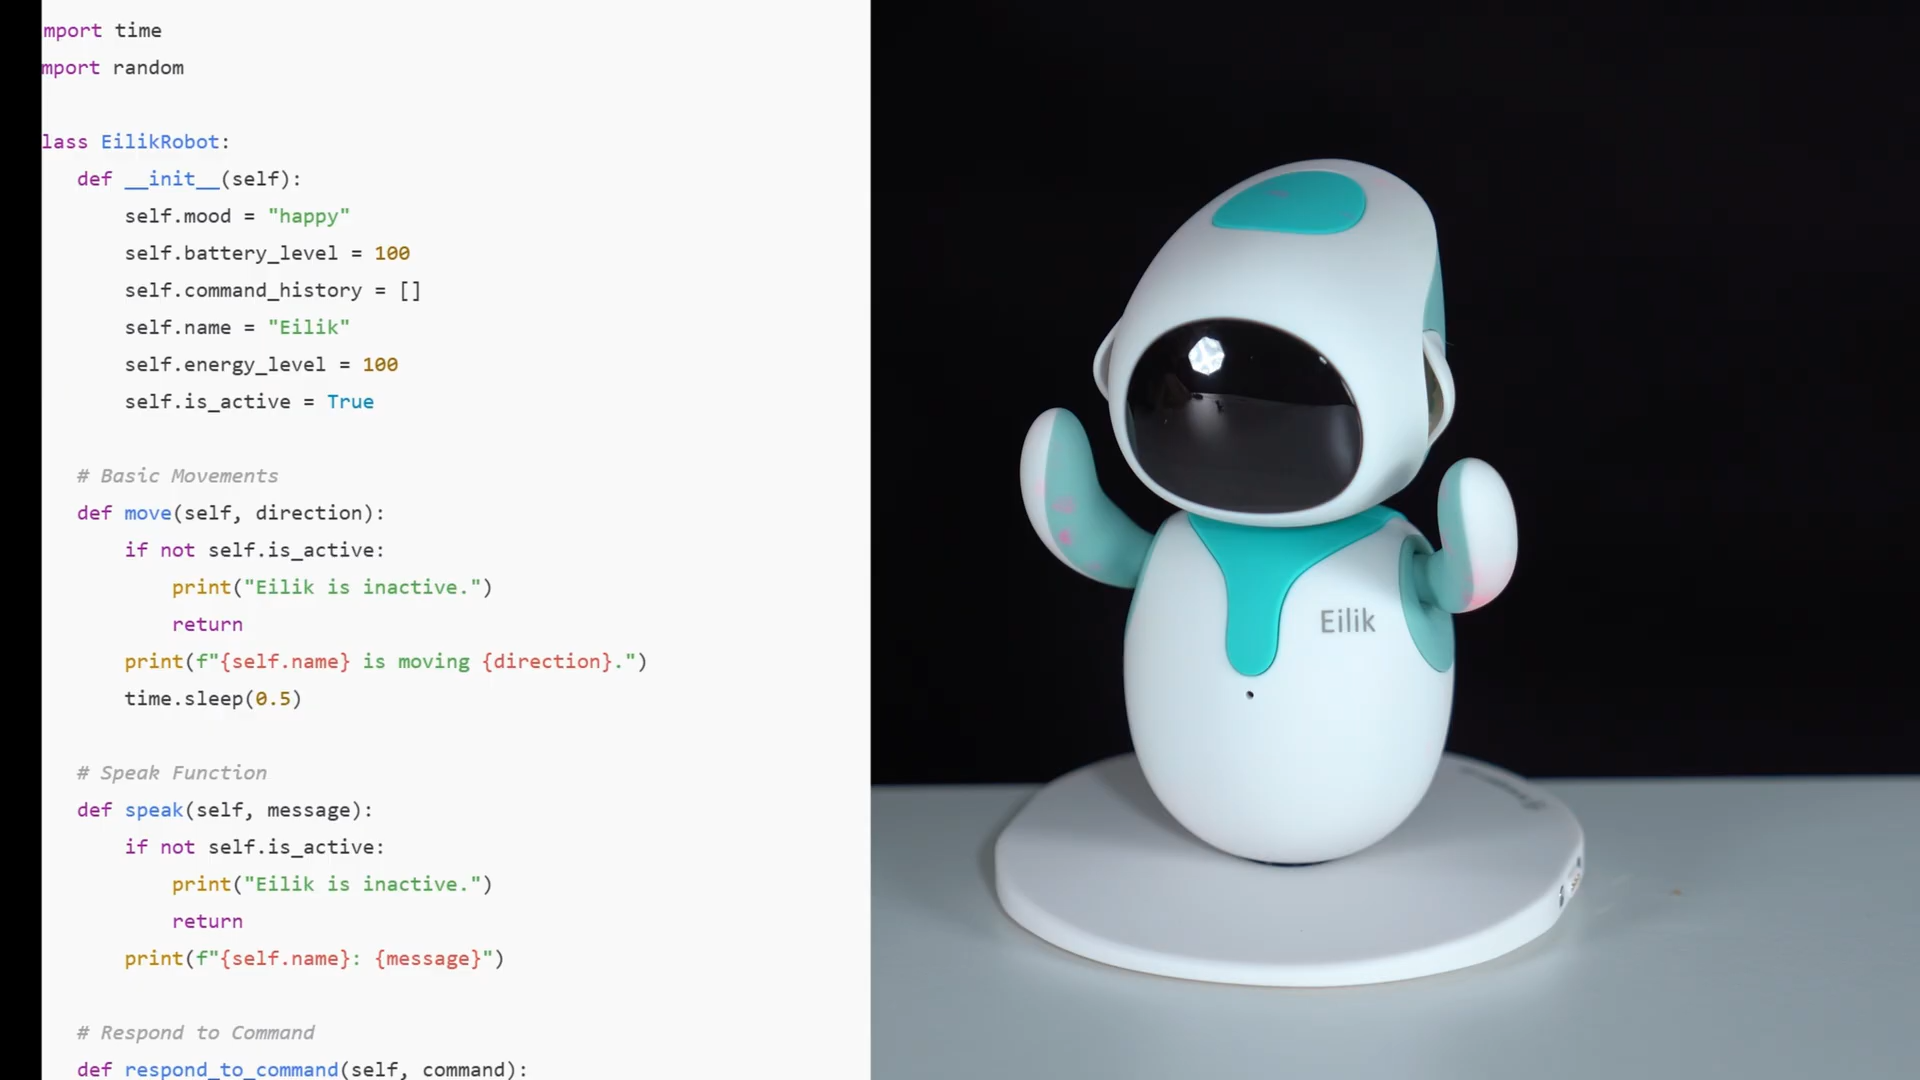 mport time
mport random
lass EilikRobot:
    def __init__(self):
        self.mood = "happy"
        self.battery_level = 100
        self.command_history = []
        self.name = "Eilik"
        self.energy_level = 100
        self.is_active = True
    # Basic Movements
    def move(self, direction):
        if not self.is_active:
            print("Eilik is inactive.")
            return
        print(f"{self.name} is moving {direction}.")
        time.sleep(0.5)
    # Speak Function
    def speak(self, message):
        if not self.is_active:
            print("Eilik is inactive.")
            return
        print(f"{self.name}: {message}")
    # Respond to Command
    def respond_to_command(self, command):
Eilik